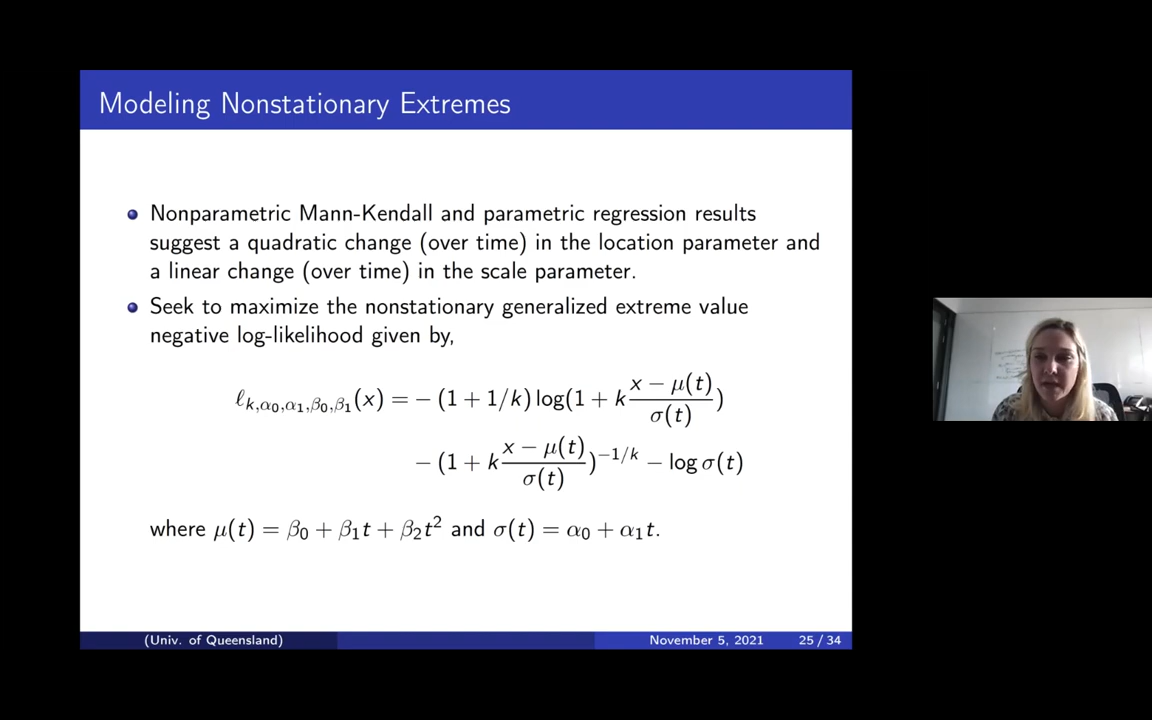 Modeling Nonstationary Extremes
Nonparametric Mann-Kendall and parametric regression results
suggest a quadratic change (over time) in the location parameter and
a linear change (over time) in the scale parameter.
Seek to maximize the nonstationary generalized extreme value
negative log-likelihood given by,
ℓ_{k,α₀,α₁,β₀,β₁}(x) = − (1 + 1/k) log(1 + k (x − μ(t))/σ(t))
− (1 + k (x − μ(t))/σ(t))^{−1/k} − log σ(t)
where μ(t) = β₀ + β₁t + β₂t² and σ(t) = α₀ + α₁t.
(Univ. of Queensland) November 5, 2021 25 / 34